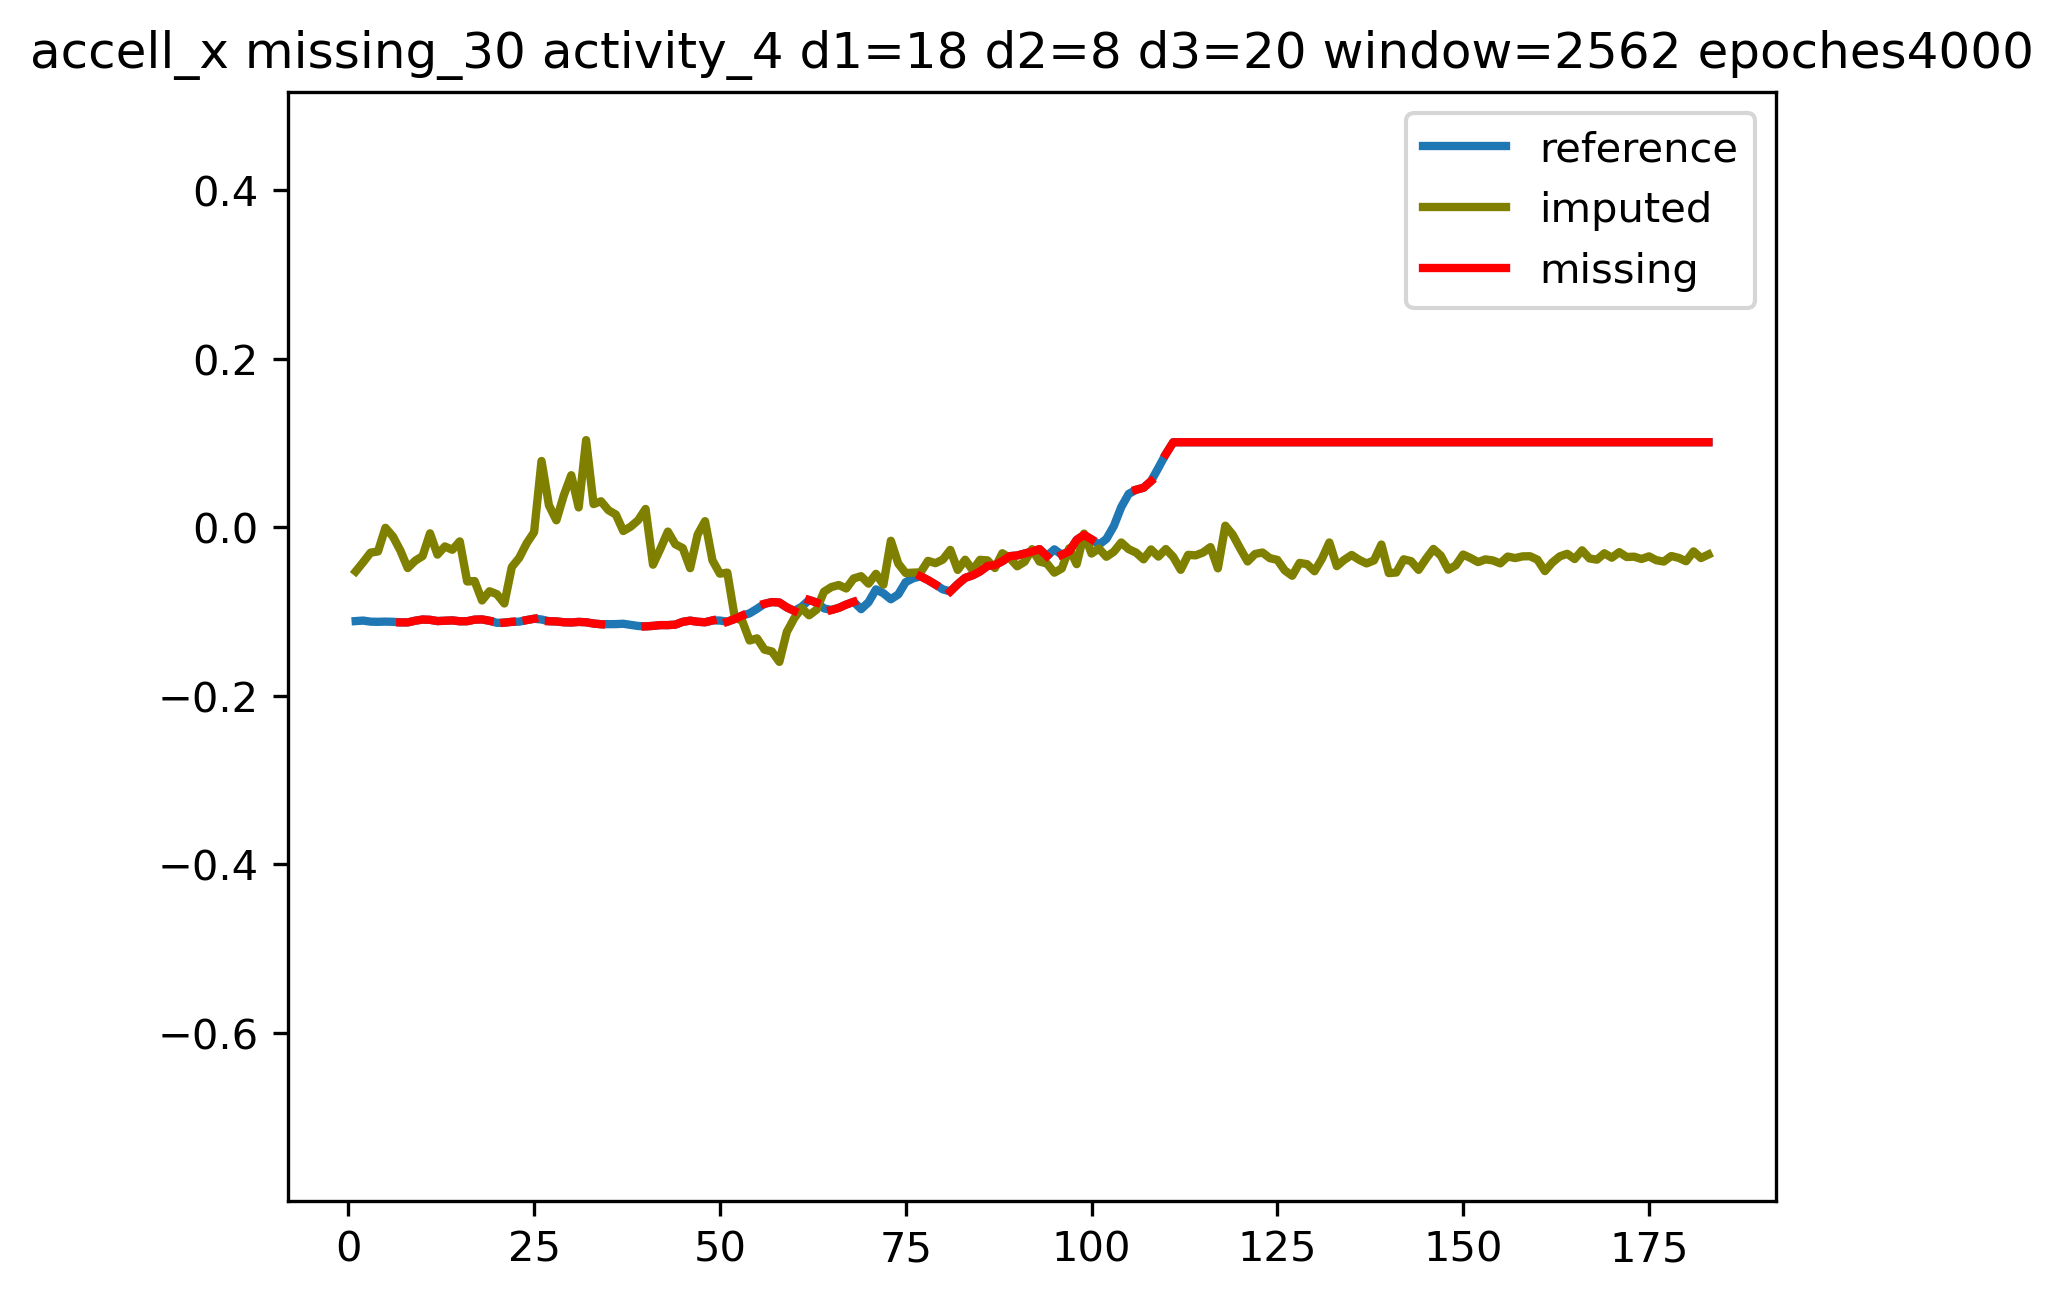 accell_x missing_30 activity_4 d1=18 d2=8 d3=20 window=2562 epoches4000
reference
imputed
missing
0.4
0.2
0.0
−0.2
−0.4
−0.6
0 25 50 75 100 125 150 175